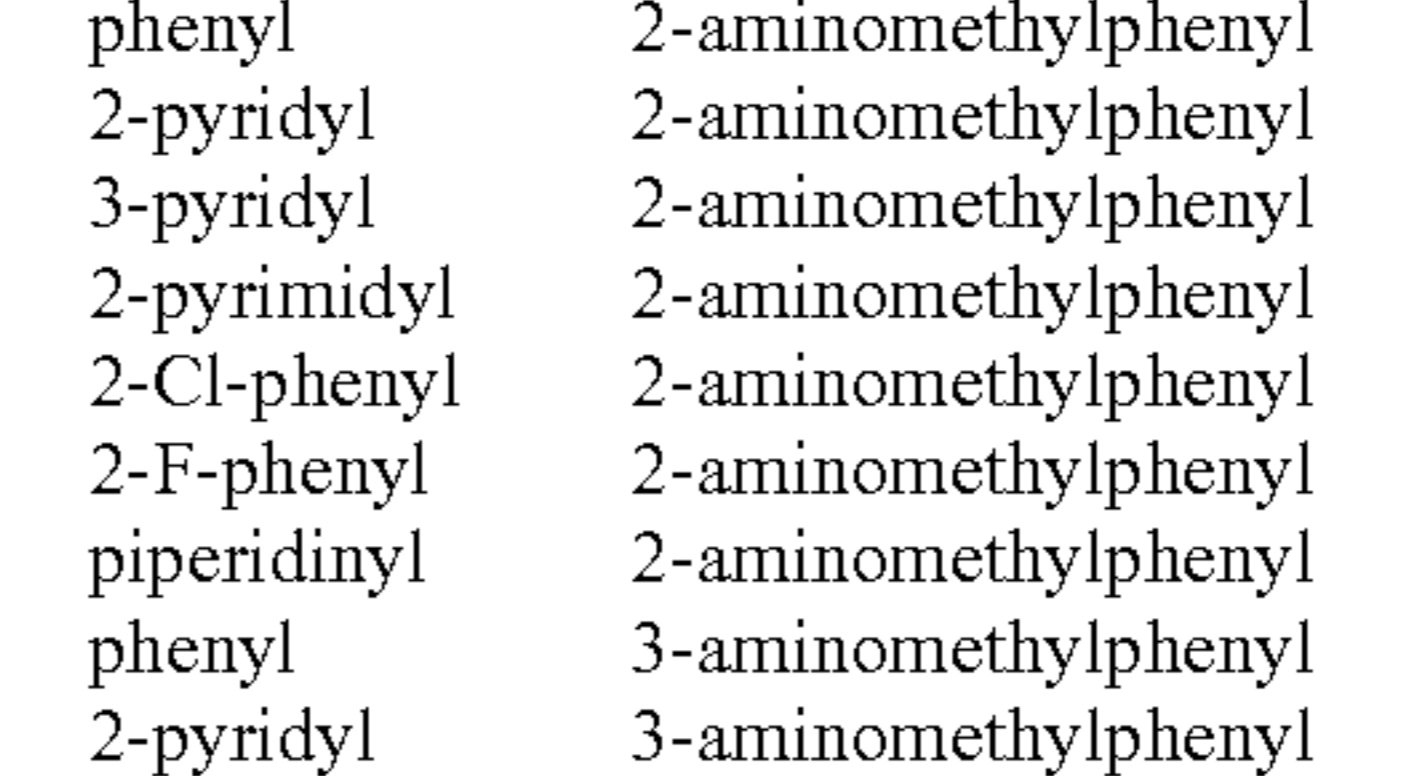 phenyl 2-aminomethylphenyl
2-pyridyl 2-aminomethylphenyl
3-pyridyl 2-aminomethylphenyl
2-pyrimidyl 2-aminomethylphenyl
2-Cl-phenyl 2-aminomethylphenyl
2-F-phenyl 2-aminomethylphenyl
piperidinyl 2-aminomethylphenyl
phenyl 3-aminomethylphenyl
2-pyridyl 3-aminomethylphenyl